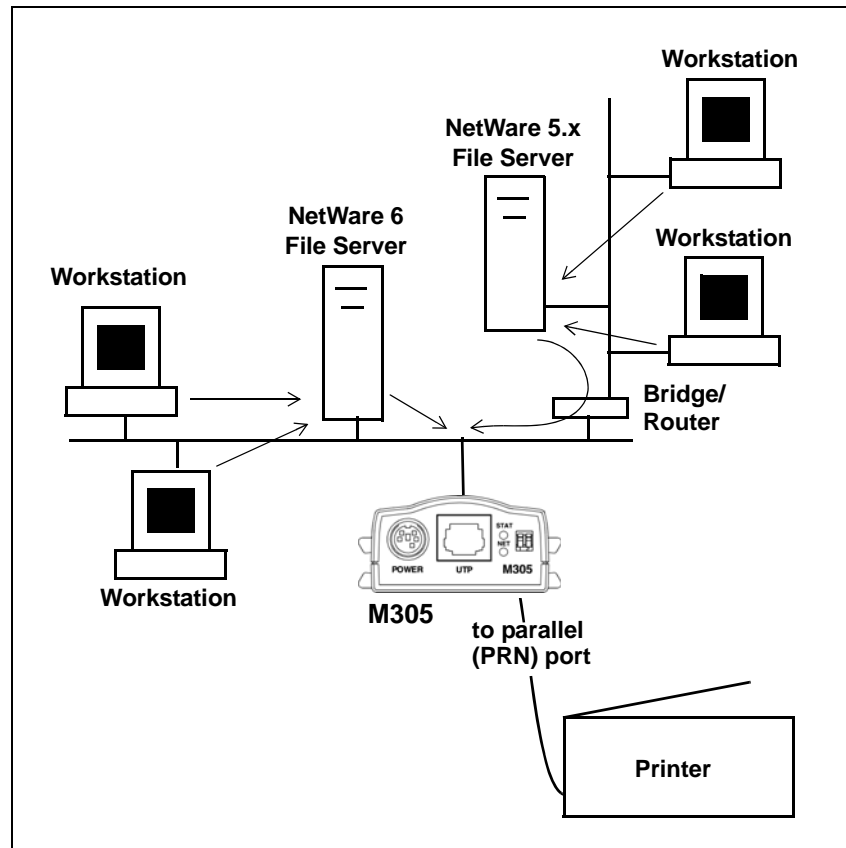 Workstation
NetWare 5.x
File Server
NetWare 6
File Server
Workstation
Workstation
Bridge/
Router
Workstation
STAT
NET
POWER
UTP
M305
M305
to parallel
(PRN) port
Printer